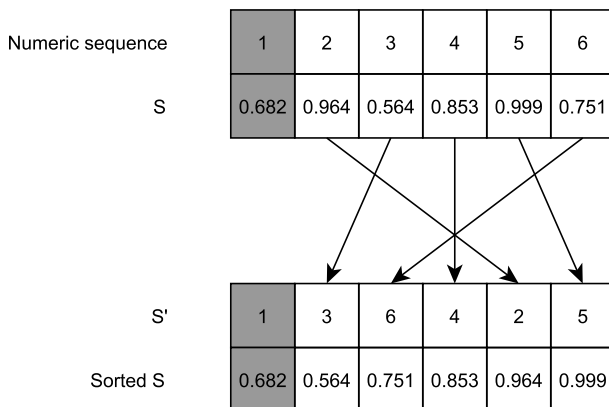 Numeric sequence 1 2 3 4 5 6
S 0.682 0.964 0.564 0.853 0.999 0.751
S' 1 3 6 4 2 5
Sorted S 0.682 0.564 0.751 0.853 0.964 0.999